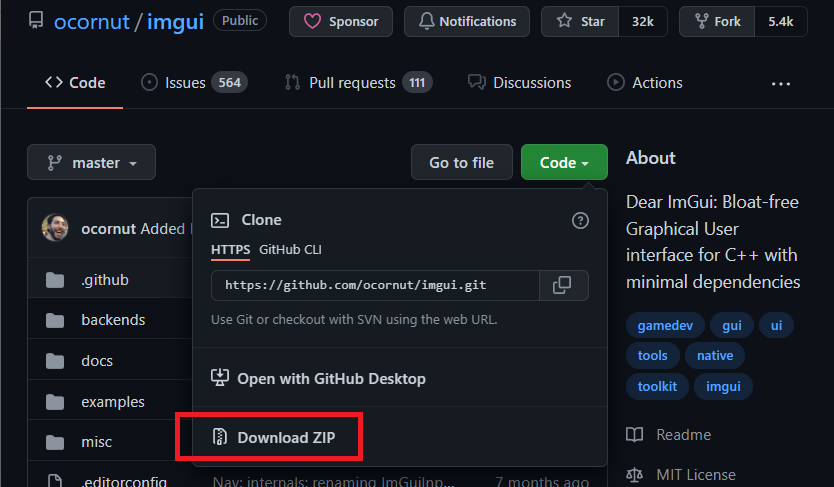 ocornut / imgui Public Sponsor Notifications Star 32k Fork 5.4k
Code Issues 564 Pull requests 111 Discussions Actions ...
master Go to file Code
ocornut Added
.github
backends
docs
examples
misc
.editorconfig Nav: internals: renaming ImGuiInp... 7 months ago
Clone
HTTPS GitHub CLI
https://github.com/ocornut/imgui.git
Use Git or checkout with SVN using the web URL.
Open with GitHub Desktop
Download ZIP
About
Dear ImGui: Bloat-free
Graphical User
interface for C++ with
minimal dependencies
gamedev gui ui
tools native
toolkit imgui
Readme
MIT License